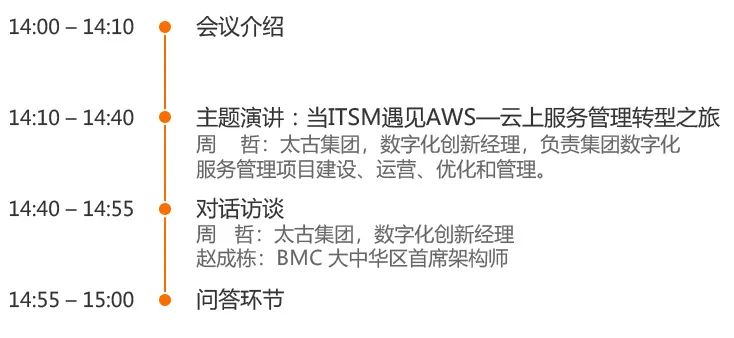 14:00 – 14:10 会议介绍
14:10 – 14:40 主题演讲：当ITSM遇见AWS—云上服务管理转型之旅
周 哲：太古集团，数字化创新经理，负责集团数字化
服务管理项目建设、运营、优化和管理。
14:40 – 14:55 对话访谈
周 哲：太古集团，数字化创新经理
赵成栋：BMC 大中华区首席架构师
14:55 – 15:00 问答环节